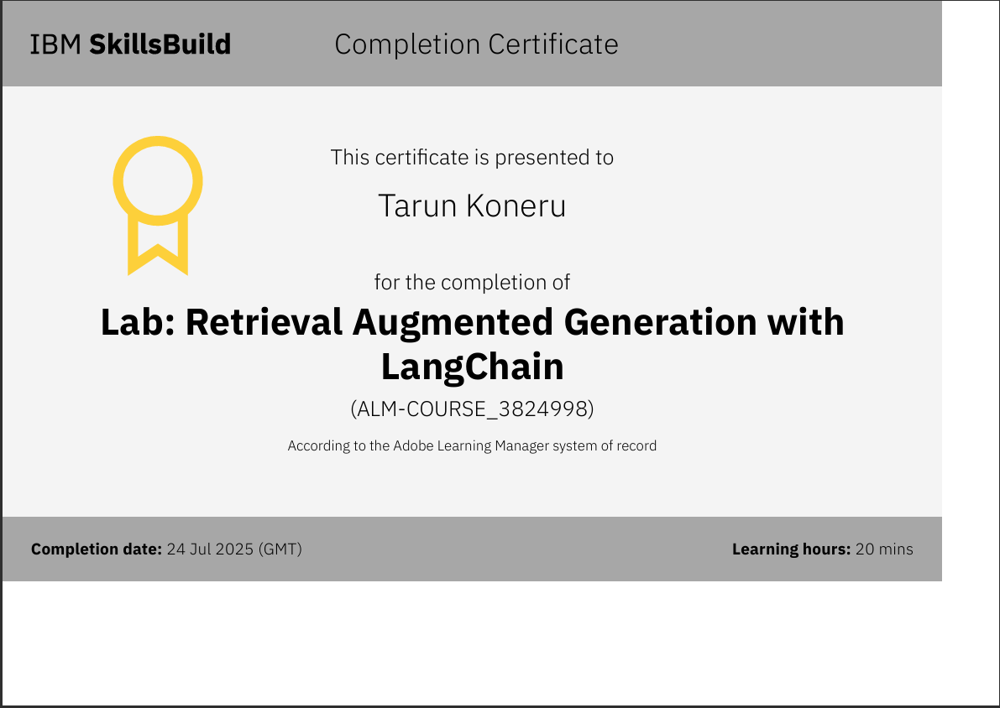 IBM SkillsBuild
Completion Certificate
This certificate is presented to
Tarun Koneru
for the completion of
Lab: Retrieval Augmented Generation with
LangChain
(ALM-COURSE_3824998)
According to the Adobe Learning Manager system of record
Completion date: 24 Jul 2025 (GMT)
Learning hours: 20 mins